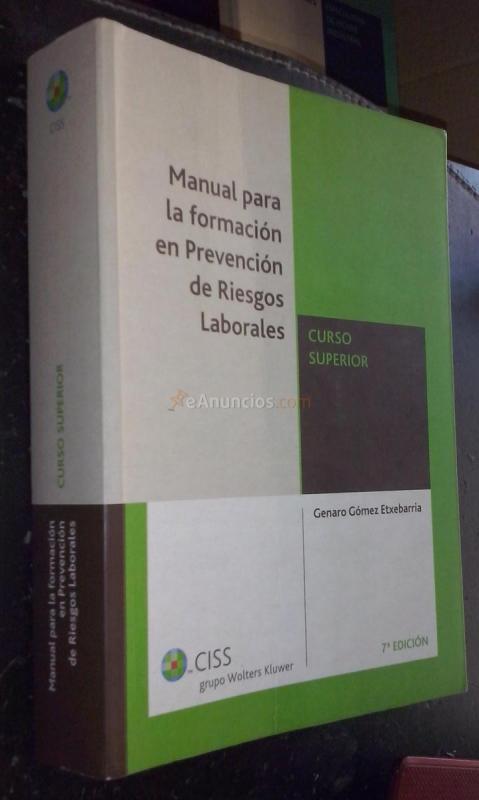 Manual para
la formación
en Prevención
de Riesgos
Laborales
CURSO
SUPERIOR
Genaro Gómez Etxebarria
7ª EDICIÓN
CISS
grupo Wolters Kluwer
CISS
CURSO SUPERIOR
Manual para la formación
en Prevención
de Riesgos Laborales
eAnuncios.com